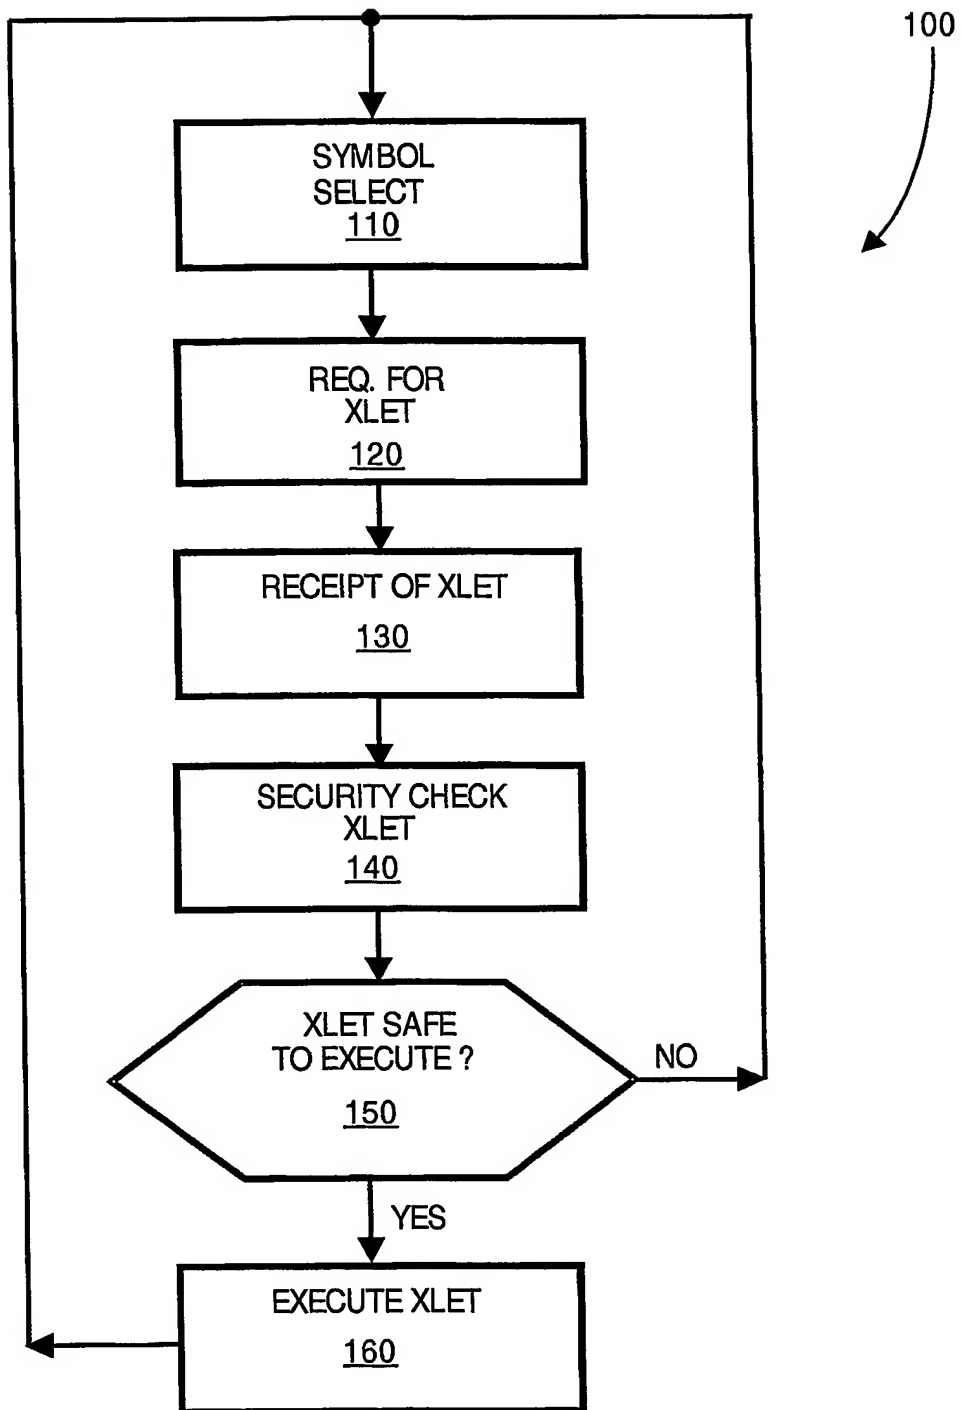 100
SYMBOL
SELECT
110
REQ. FOR
XLET
120
RECEIPT OF XLET
130
SECURITY CHECK
XLET
140
XLET SAFE
TO EXECUTE ?
150
NO
YES
EXECUTE XLET
160